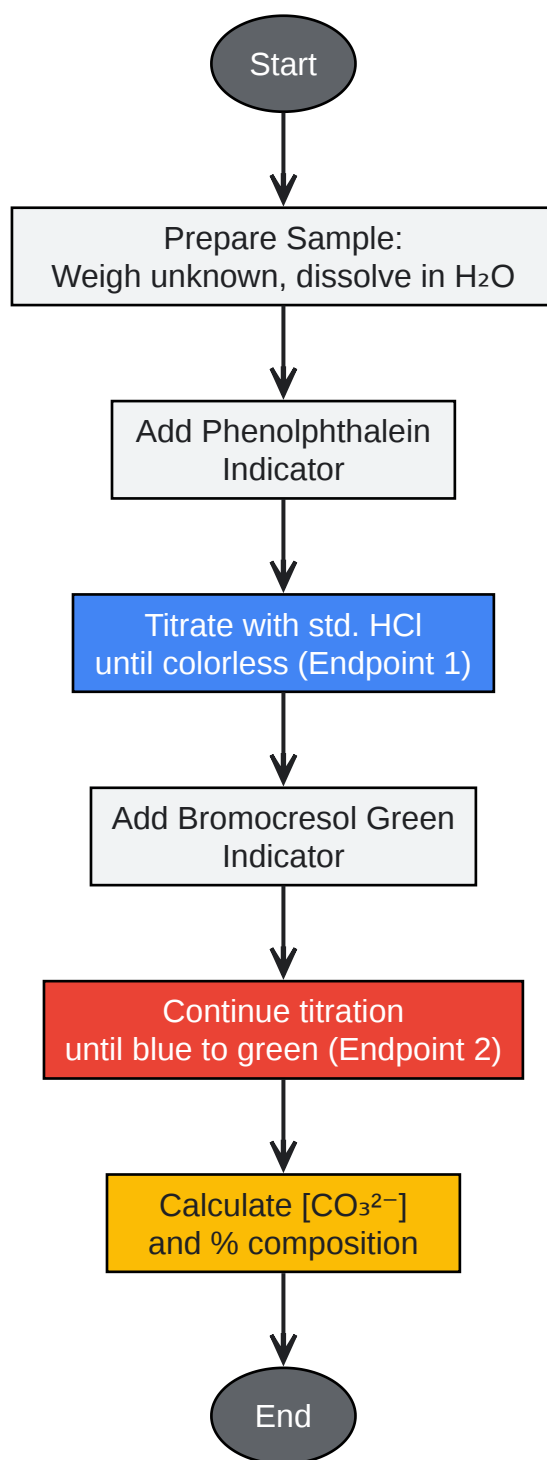 Start
Prepare Sample:
Weigh unknown, dissolve in H₂O
Add Phenolphthalein
Indicator
Titrate with std. HCl
until colorless (Endpoint 1)
Add Bromocresol Green
Indicator
Continue titration
until blue to green (Endpoint 2)
Calculate [CO₃²⁻]
and % composition
End